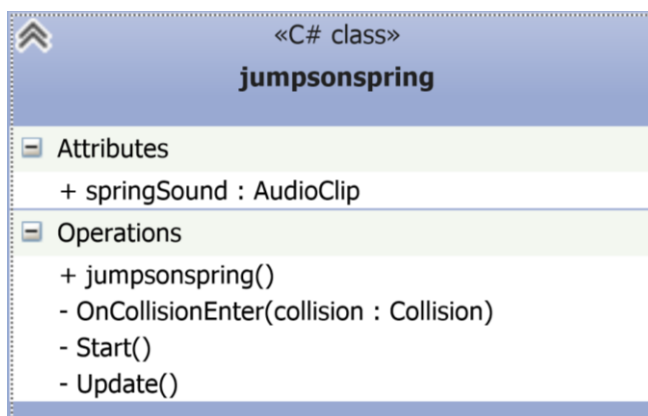 «C# class»
jumpsonspring
Attributes
+ springSound : AudioClip
Operations
+ jumpsonspring()
- OnCollisionEnter(collision : Collision)
- Start()
- Update()